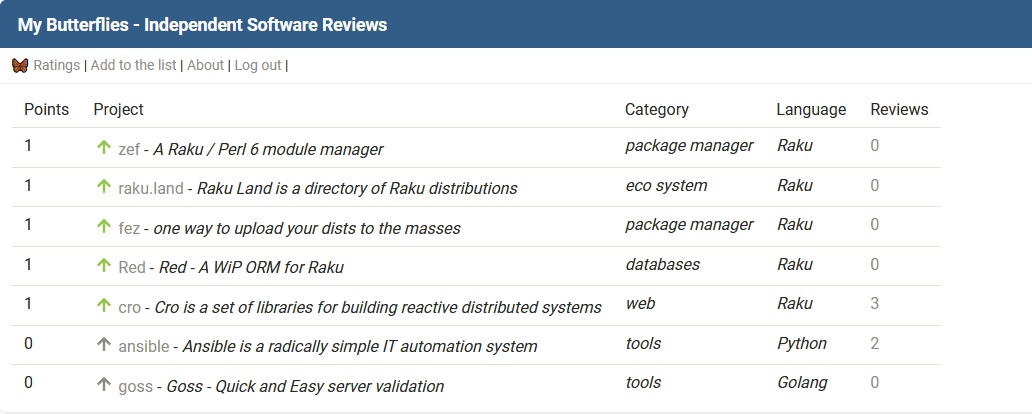 My Butterflies - Independent Software Reviews
Ratings | Add to the list | About | Log out |
Points Project Category Language Reviews
1 zef - A Raku / Perl 6 module manager package manager Raku 0
1 raku.land - Raku Land is a directory of Raku distributions eco system Raku 0
1 fez - one way to upload your dists to the masses package manager Raku 0
1 Red - Red - A WiP ORM for Raku databases Raku 0
1 cro - Cro is a set of libraries for building reactive distributed systems web Raku 3
0 ansible - Ansible is a radically simple IT automation system tools Python 2
0 goss - Goss - Quick and Easy server validation tools Golang 0